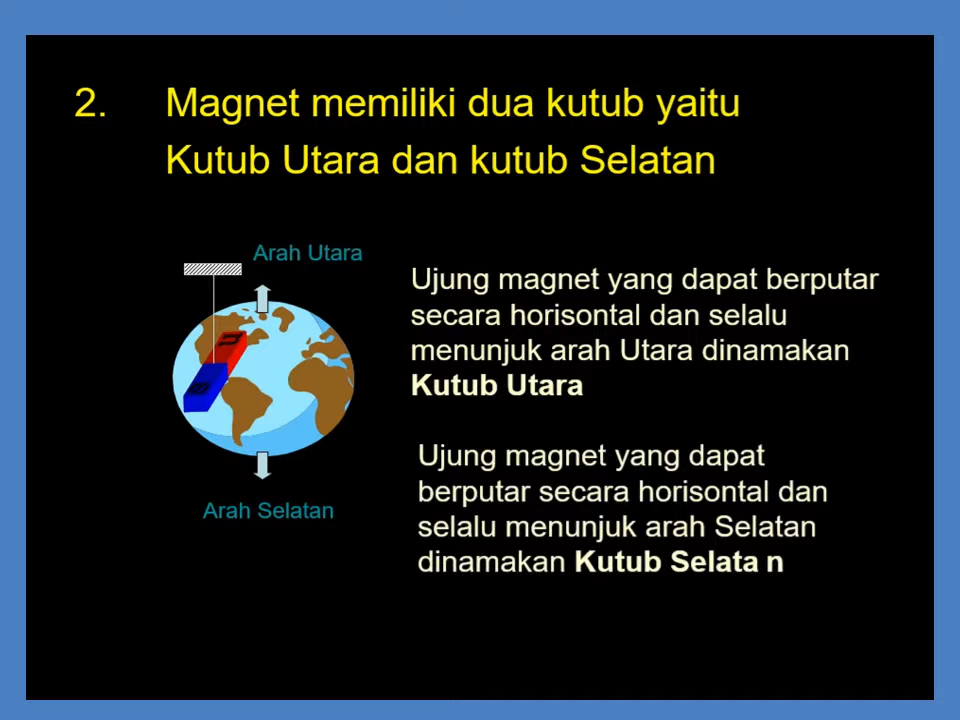 2. Magnet memiliki dua kutub yaitu
Kutub Utara dan kutub Selatan
Arah Utara
Ujung magnet yang dapat berputar
secara horisontal dan selalu
menunjuk arah Utara dinamakan
Kutub Utara
Ujung magnet yang dapat
berputar secara horisontal dan
selalu menunjuk arah Selatan
dinamakan Kutub Selata n
Arah Selatan